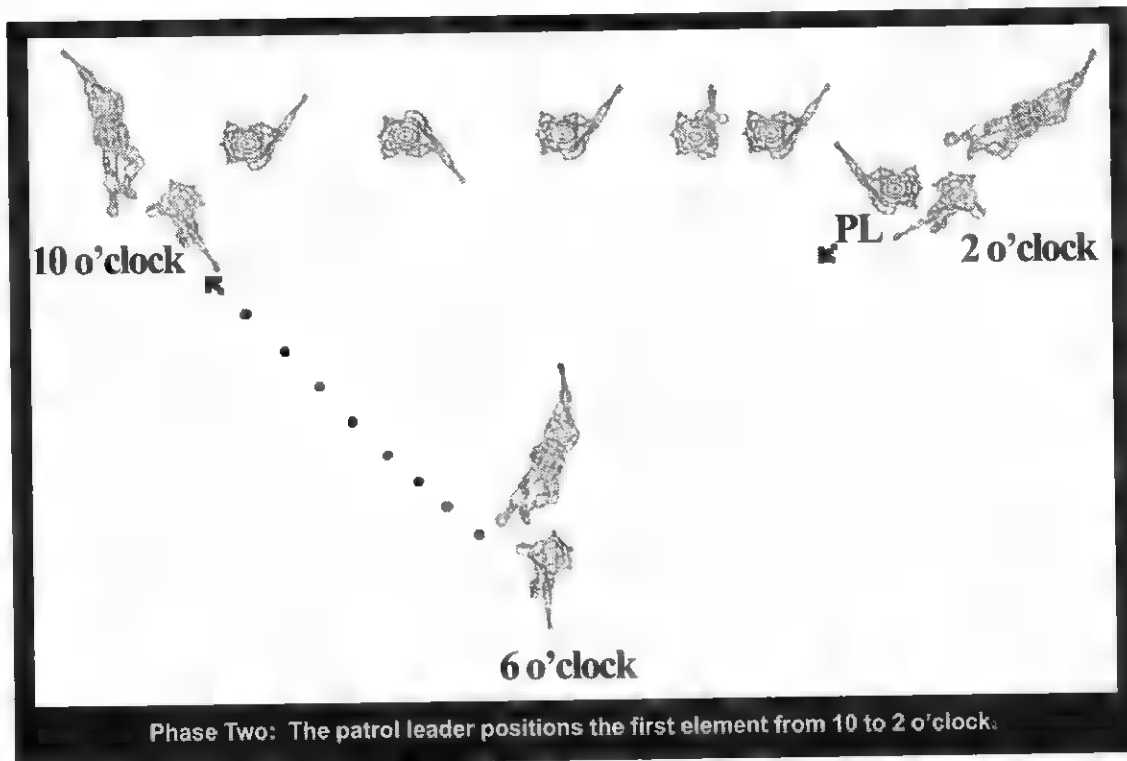 PL
10 o’clock
2 o’clock
6 o’clock
Phase Two: The patrol leader positions the first element from 10 to 2 o’clock.